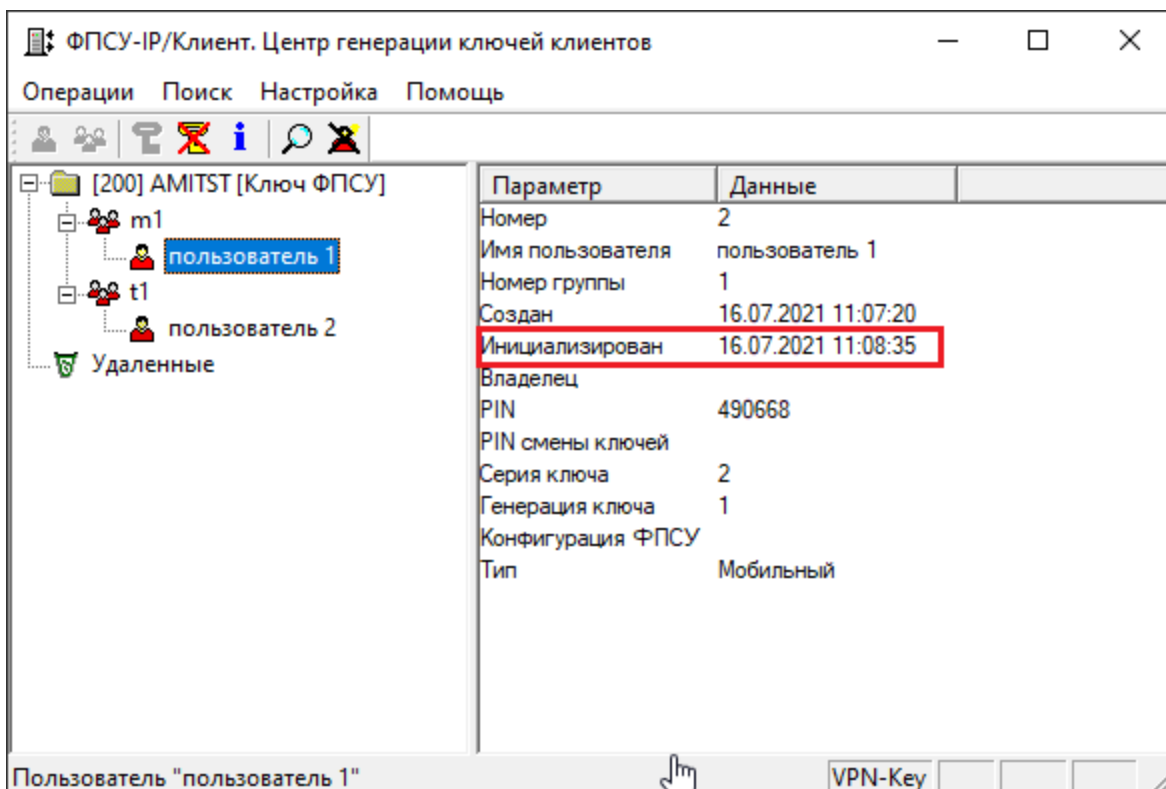 ФПСУ-IP/Клиент. Центр генерации ключей клиентов
Операции Поиск Настройка Помощь
[200] AMITST [Ключ ФПСУ]
m1
пользователь 1
t1
пользователь 2
Удаленные
Параметр Данные
Номер 2
Имя пользователя пользователь 1
Номер группы 1
Создан 16.07.2021 11:07:20
Инициализирован 16.07.2021 11:08:35
Владелец
PIN 490668
PIN смены ключей
Серия ключа 2
Генерация ключа 1
Конфигурация ФПСУ
Тип Мобильный
Пользователь "пользователь 1" VPN-Key